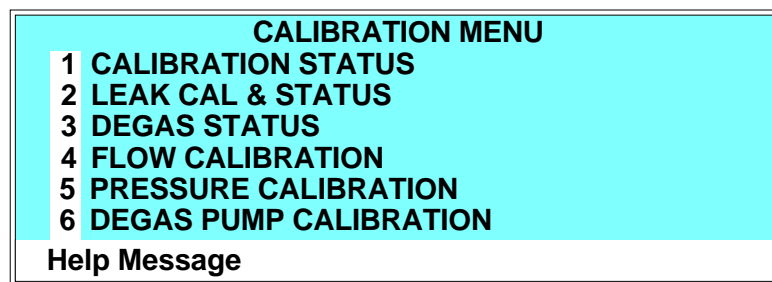 CALIBRATION MENU
1 CALIBRATION STATUS
2 LEAK CAL & STATUS
3 DEGAS STATUS
4 FLOW CALIBRATION
5 PRESSURE CALIBRATION
6 DEGAS PUMP CALIBRATION
Help Message